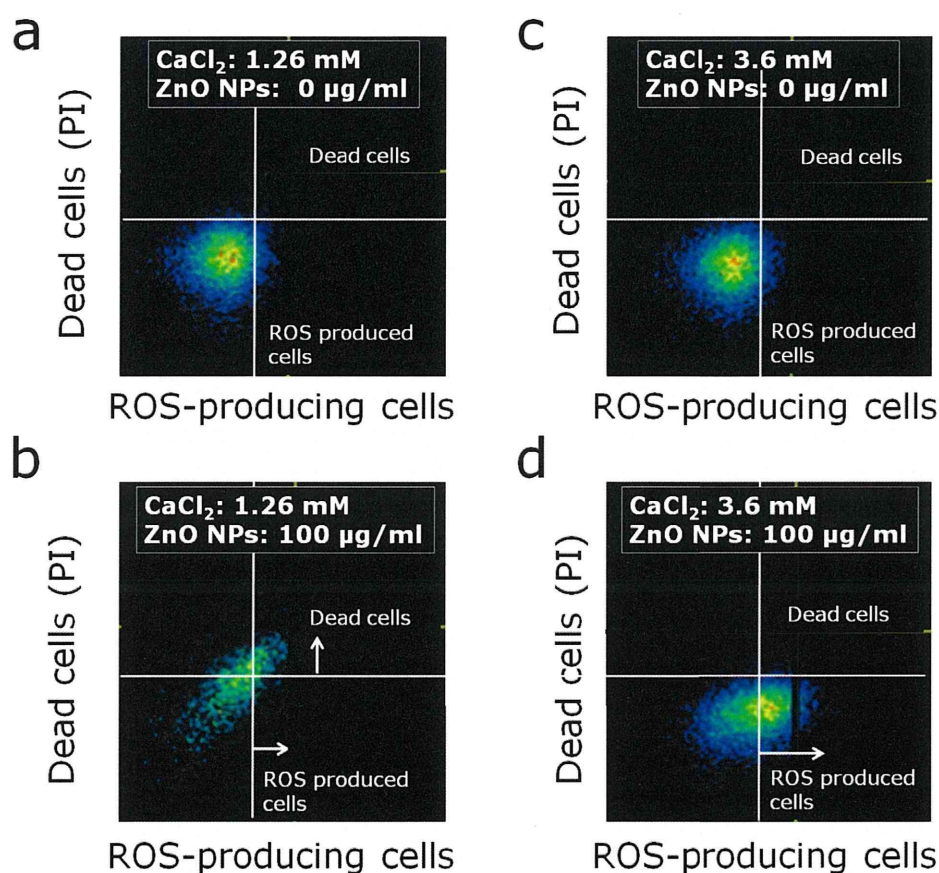 a
CaCl₂: 1.26 mM
ZnO NPs: 0 µg/ml
Dead cells
ROS produced
cells
Dead cells (PI)
ROS-producing cells
c
CaCl₂: 3.6 mM
ZnO NPs: 0 µg/ml
Dead cells
ROS produced
cells
Dead cells (PI)
ROS-producing cells
b
CaCl₂: 1.26 mM
ZnO NPs: 100 µg/ml
Dead cells
ROS produced
cells
Dead cells (PI)
ROS-producing cells
d
CaCl₂: 3.6 mM
ZnO NPs: 100 µg/ml
Dead cells
ROS produced
cells
Dead cells (PI)
ROS-producing cells